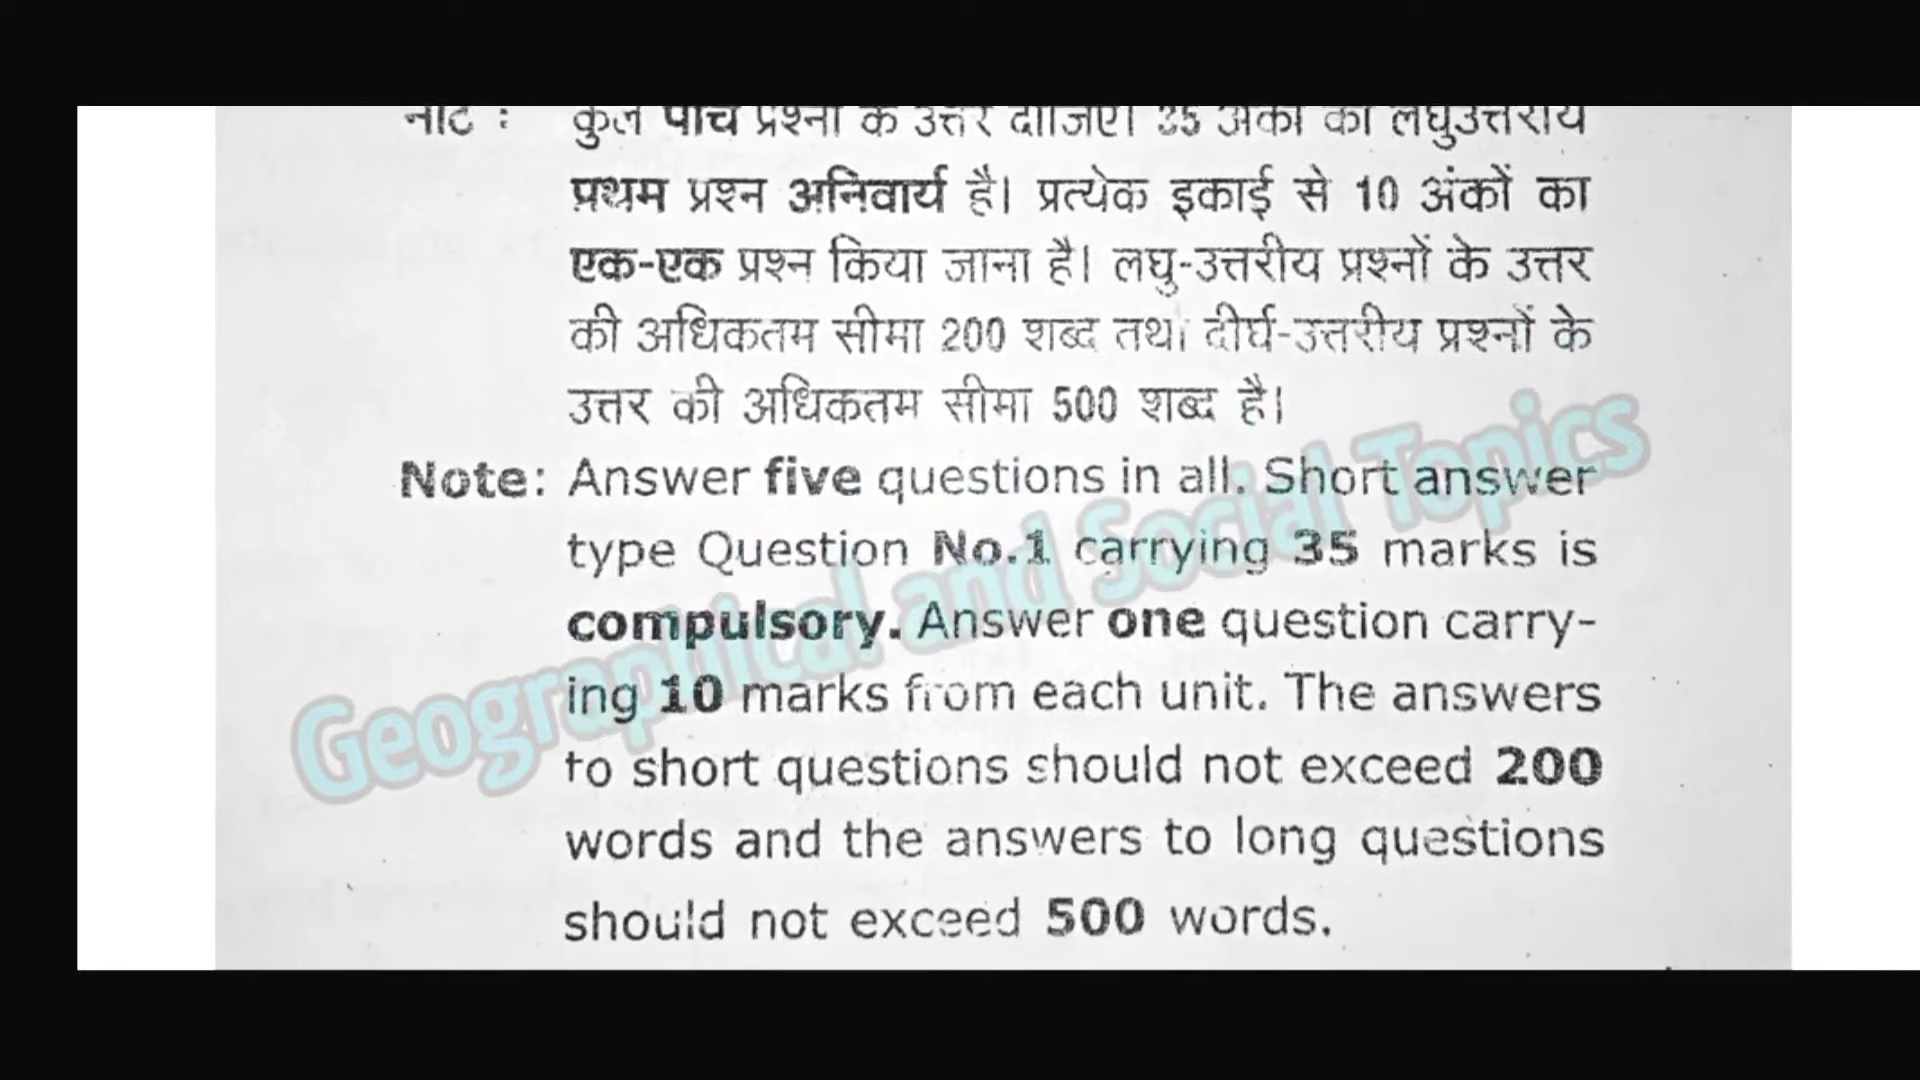 नोट : कुल पांच प्रश्नों के उत्तर दीजिए। 35 अंकों का लघुउत्तरीय
प्रथम प्रश्न अनिवार्य है। प्रत्येक इकाई से 10 अंकों का
एक-एक प्रश्न किया जाना है। लघु-उत्तरीय प्रश्नों के उत्तर
की अधिकतम सीमा 200 शब्द तथा दीर्घ-उत्तरीय प्रश्नों के
उत्तर की अधिकतम सीमा 500 शब्द है।
Note: Answer five questions in all. Short answer
type Question No.1 carrying 35 marks is
compulsory. Answer one question carry-
ing 10 marks from each unit. The answers
to short questions should not exceed 200
words and the answers to long questions
should not exceed 500 words.
Geographical and Social Topics